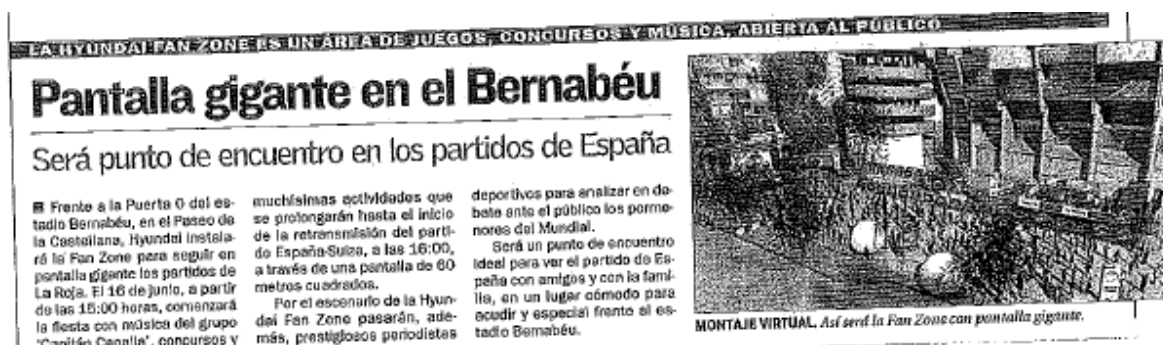 LA HYUNDAI FAN ZONE ES UN ÁREA DE JUEGOS, CONCURSOS Y MÚSICA, ABIERTA AL PÚBLICO
Pantalla gigante en el Bernabéu
Será punto de encuentro en los partidos de España
Frente a la Puerta 0 del es-
tadio Bernabéu, en el Paseo de
la Castellana, Hyundai instala-
rá la Fan Zone para seguir en
pantalla gigante los partidos de
La Roja. El 16 de junio, a partir
de las 15:00 horas, comenzará
la fiesta con música del grupo
'Capitán Canalla', concursos y
muchísimas actividades que
se prolongarán hasta el inicio
de la retransmisión del parti-
do España-Suiza, a las 16:00,
a través de una pantalla de 60
metros cuadrados.
Por el escenario de la Hyun-
dai Fan Zone pasarán, ade-
más, prestigiosos periodistas
deportivos para analizar en de-
bate ante el público los porme-
nores del Mundial.
Será un punto de encuentro
ideal para ver el partido de Es-
paña con amigos y con la fami-
lia, en un lugar cómodo para
acudir y especial frente al es-
tadio Bernabéu.
MONTAJE VIRTUAL. Así será la Fan Zone con pantalla gigante.